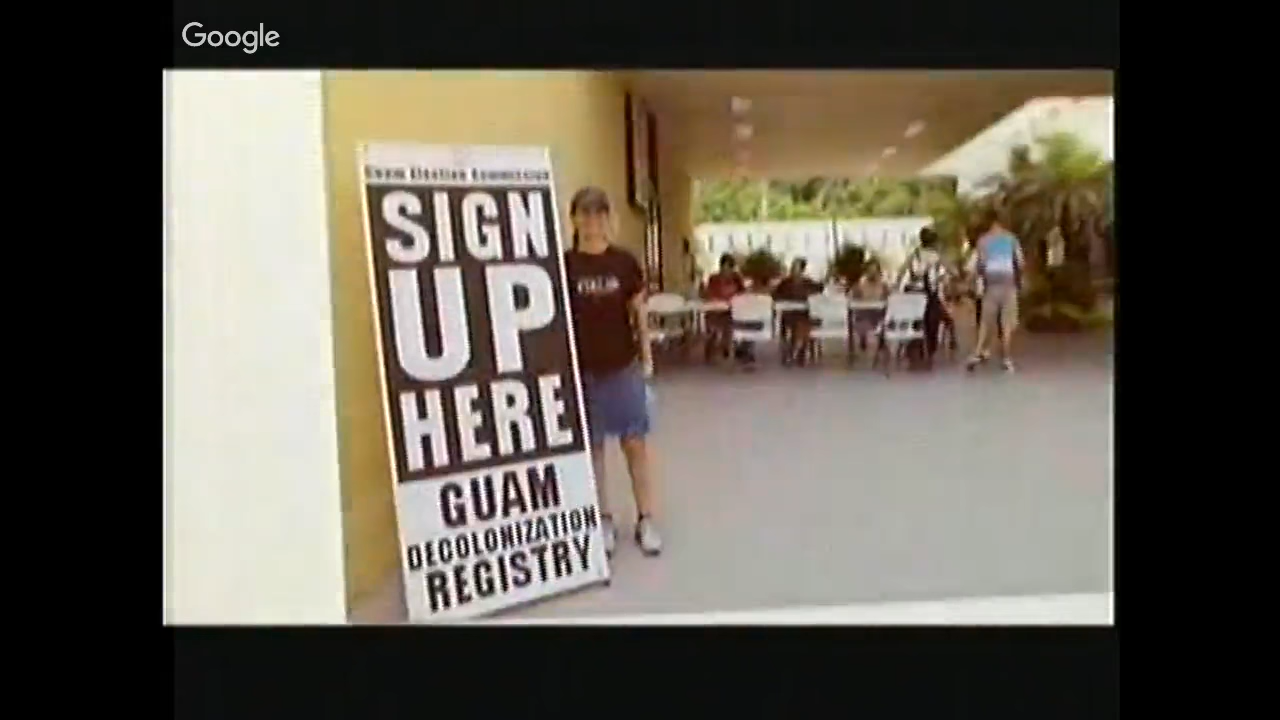 Google
Guam Election Commission
SIGN
UP
HERE
GUAM
DECOLONIZATION
REGISTRY